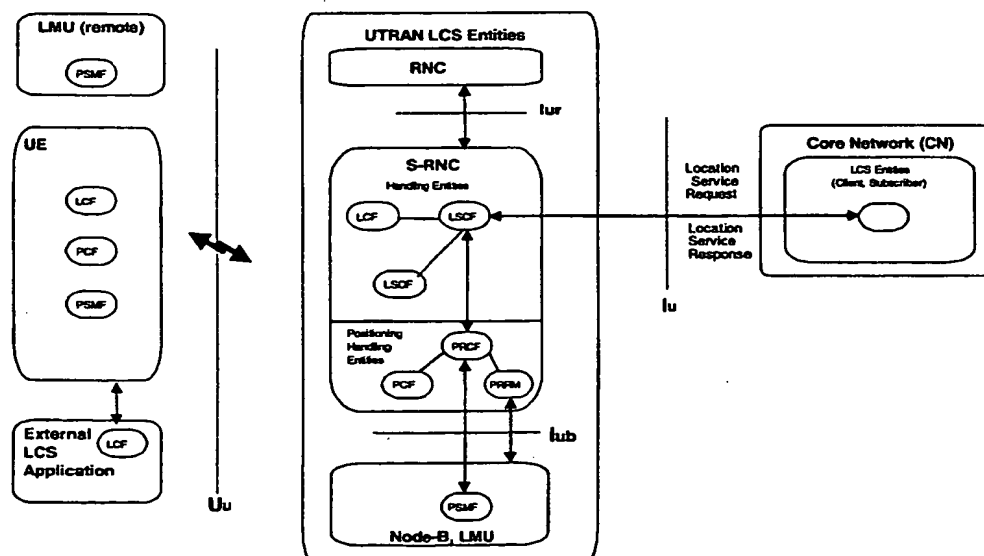 LMU (remote)
PSMF
UE
LCF
PCF
PSMF
External
LCS
Application
LCF
Uu
UTRAN LCS Entities
RNC
Iur
S-RNC
Handling Entities
LCF
LSCF
LSCF
Positioning
Handling
Entities
PRCF
PCF
PRRM
Iub
PSMF
Node-B, LMU
Location
Service
Request
Location
Service
Response
Iu
Core Network (CN)
LCS Entities
(Client, Subscriber)